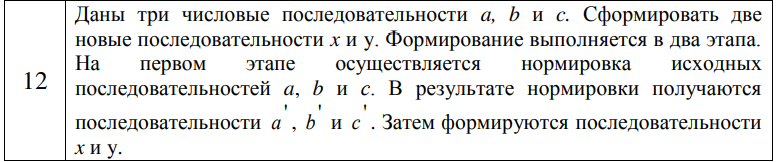 12
Даны три числовые последовательности a, b и c. Сформировать две
новые последовательности x и y. Формирование выполняется в два этапа.
На первом этапе осуществляется нормировка исходных
последовательностей a, b и c. В результате нормировки получаются
последовательности a', b' и c'. Затем формируются последовательности
x и y.